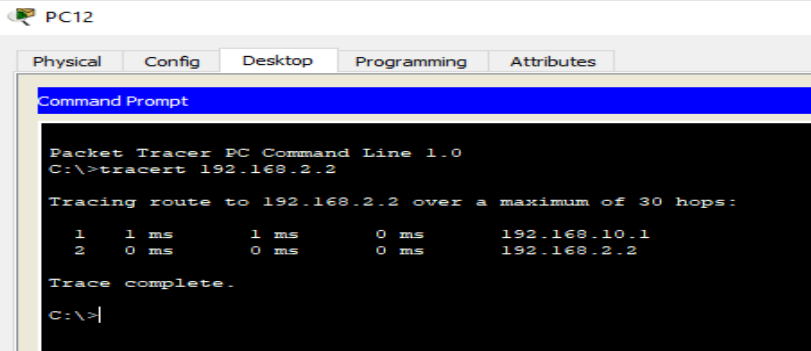 PC12
Physical Config Desktop Programming Attributes
Command Prompt
Packet Tracer PC Command Line 1.0
C:\>tracert 192.168.2.2
Tracing route to 192.168.2.2 over a maximum of 30 hops:
1 1 ms 1 ms 0 ms 192.168.10.1
2 0 ms 0 ms 0 ms 192.168.2.2
Trace complete.
C:\>